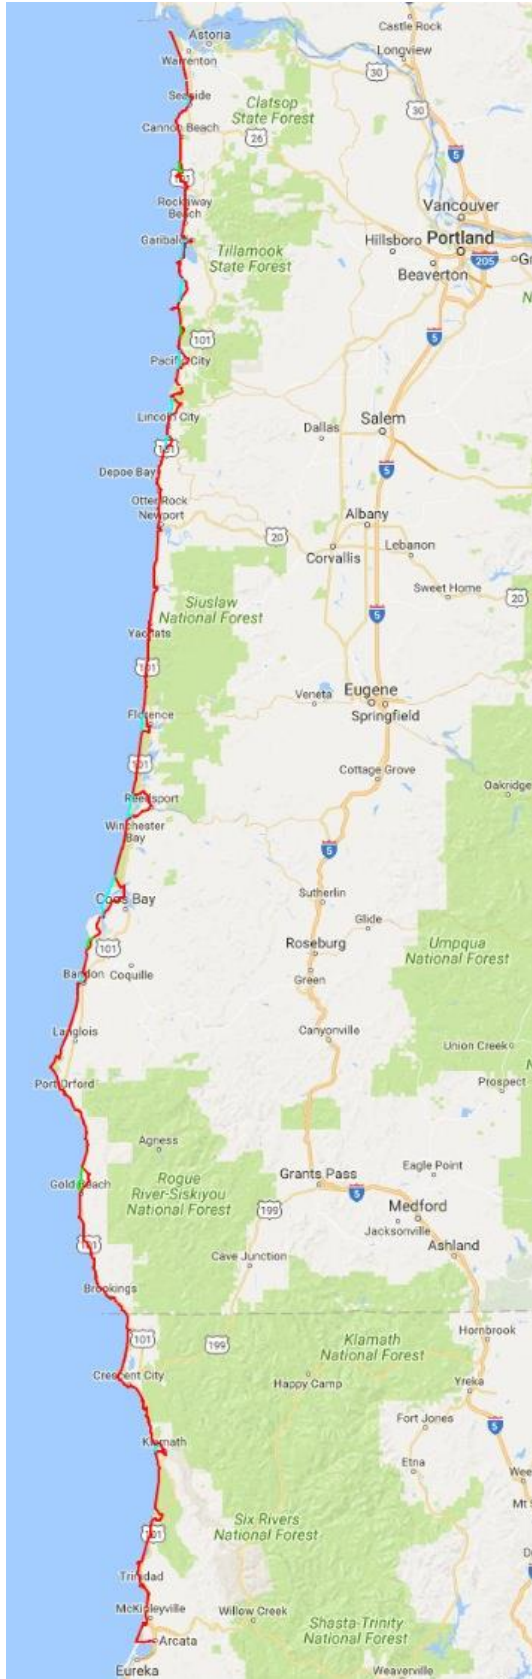 Castle Rock
Astoria
Longview
Warrenton
30
Seaside
Clatsop
State Forest
30
Cannon Beach
26
5
101
Rockaway
Beach
Vancouver
Garibaldi
Hillsboro
Portland
Tillamook
State Forest
Beaverton
205
Gr
101
5
N
Pacific City
Lincoln City
Dallas
Salem
101
Depoe Bay
5
Otter Rock
Newport
Albany
20
Lebanon
Corvallis
Sweet Home
Siuslaw
National Forest
20
5
Yachats
101
Veneta
Eugene
Florence
Springfield
101
Cottage Grove
Oakridge
Reedsport
Winchester
Bay
5
Coos Bay
Sutherlin
Glide
101
Roseburg
Umpqua
National Forest
Bandon
Coquille
Green
Langlois
Canyonville
Union Creek
Port Orford
Prospect
Agness
Gold Beach
Rogue
River-Siskiyou
National Forest
Grants Pass
Eagle Point
5
199
Medford
Jacksonville
101
Cave Junction
Ashland
Brookings
101
199
Klamath
National Forest
Hornbrook
Crescent City
Happy Camp
Yreka
Fort Jones
5
Klamath
Etna
Wee
Mt S
101
Six Rivers
National Forest
Trinidad
McKinleyville
Willow Creek
Shasta-Trinity
National Forest
Arcata
Eureka
Weaverville